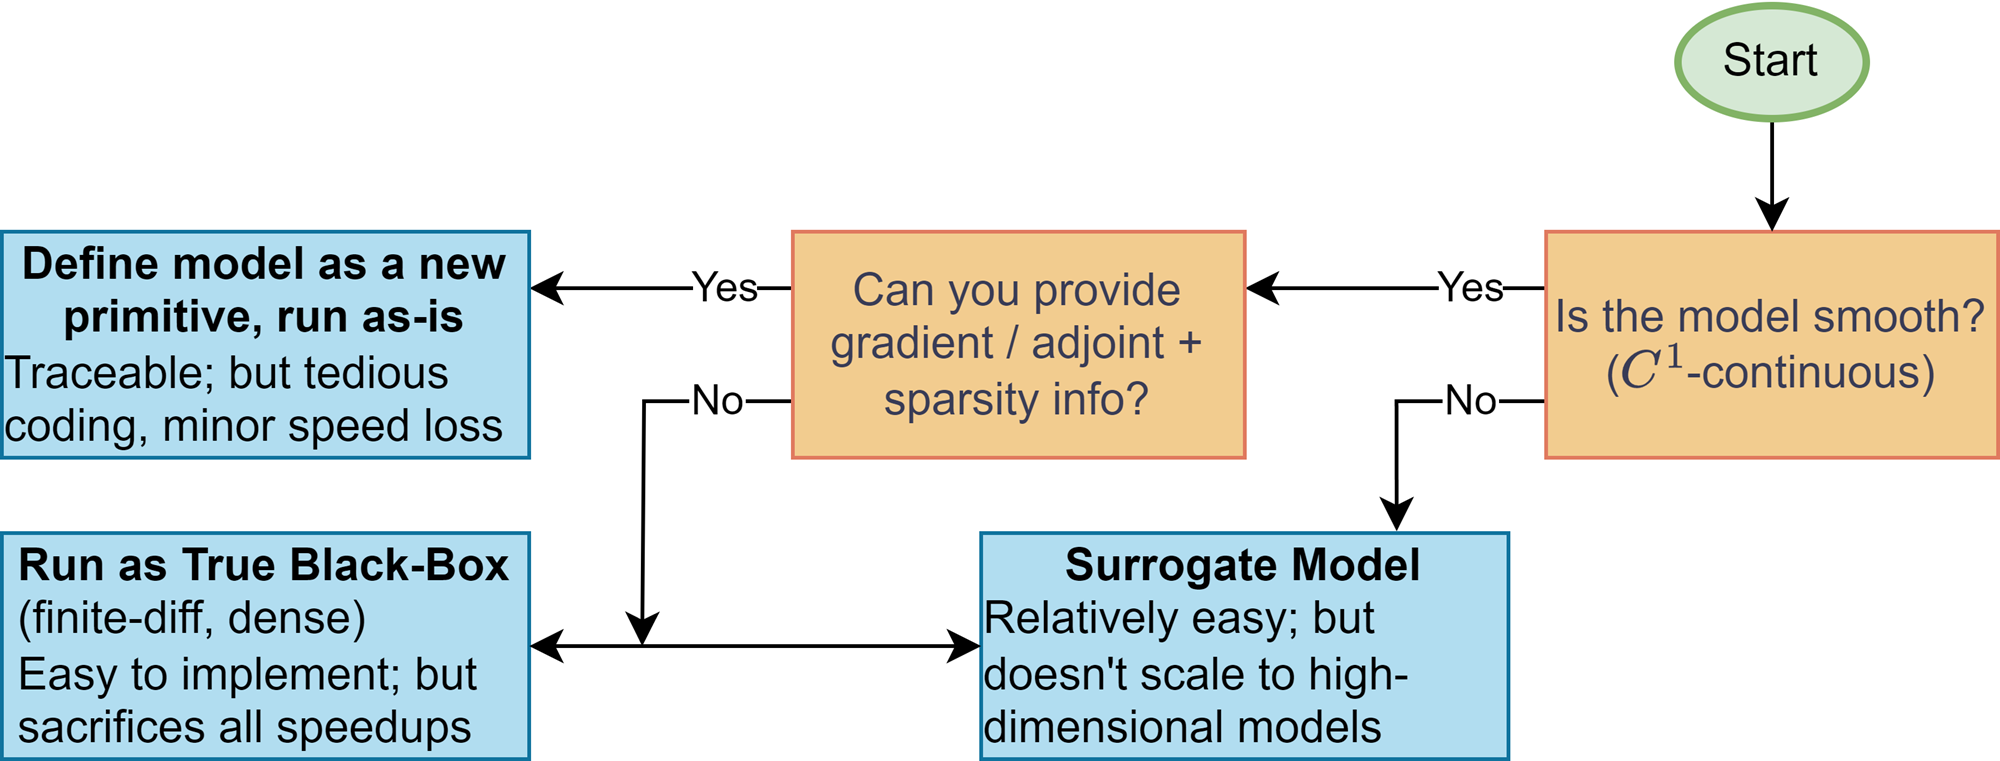 Start
Is the model smooth?
(C¹-continuous)
Yes
No
Can you provide
gradient / adjoint +
sparsity info?
Yes
No
Define model as a new
primitive, run as-is
Traceable; but tedious
coding, minor speed loss
Run as True Black-Box
(finite-diff, dense)
Easy to implement; but
sacrifices all speedups
Surrogate Model
Relatively easy; but
doesn't scale to high-
dimensional models